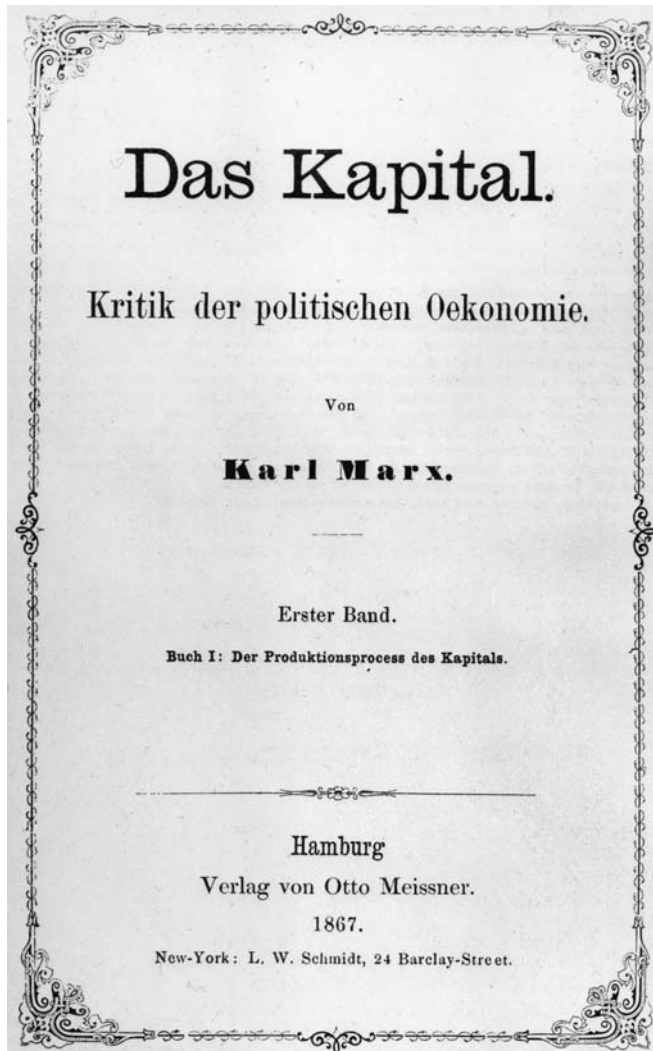 Das Kapital.
Kritik der politischen Oekonomie.
Von
Karl Marx.
Erster Band.
Buch I: Der Produktionsprocess des Kapitals.
Hamburg
Verlag von Otto Meissner.
1867.
New-York: L. W. Schmidt, 24 Barclay-Street.